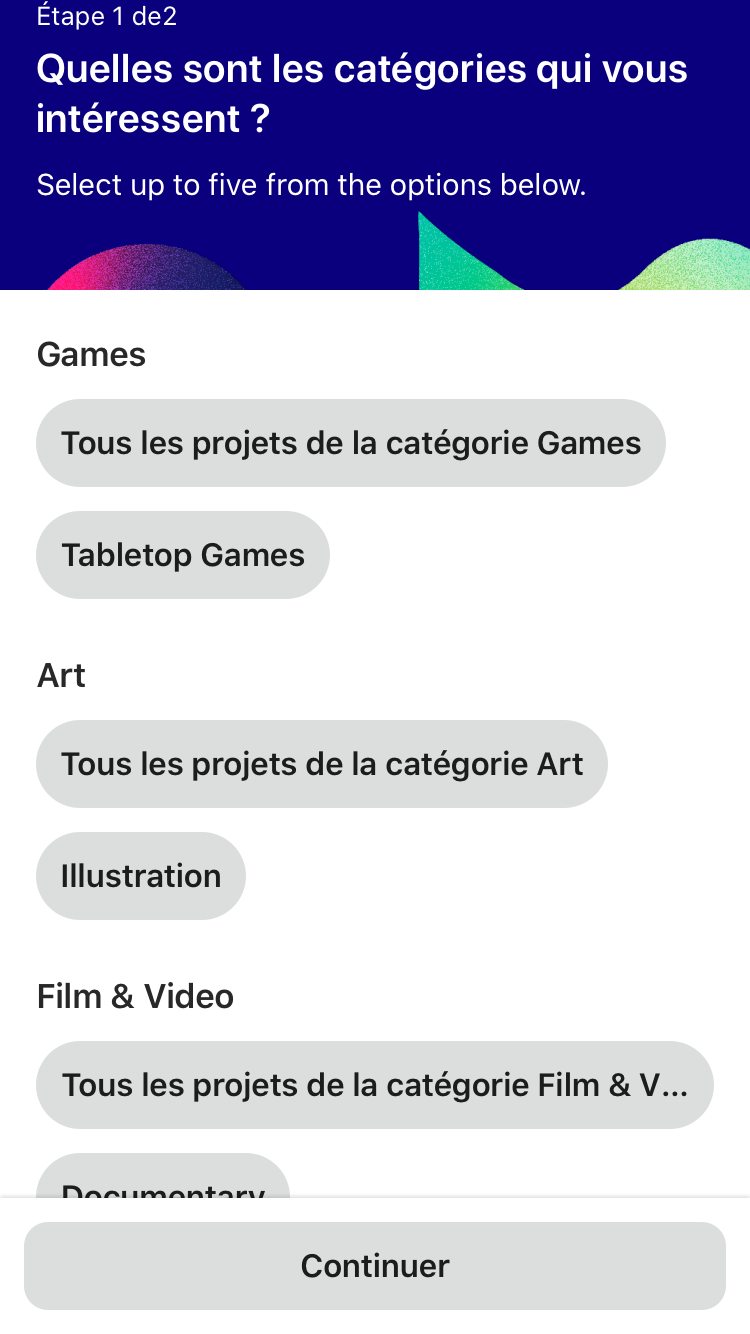 Étape 1 de2
Quelles sont les catégories qui vous
intéressent ?
Select up to five from the options below.
Games
Tous les projets de la catégorie Games
Tabletop Games
Art
Tous les projets de la catégorie Art
Illustration
Film & Video
Tous les projets de la catégorie Film & V...
Documentary
Continuer